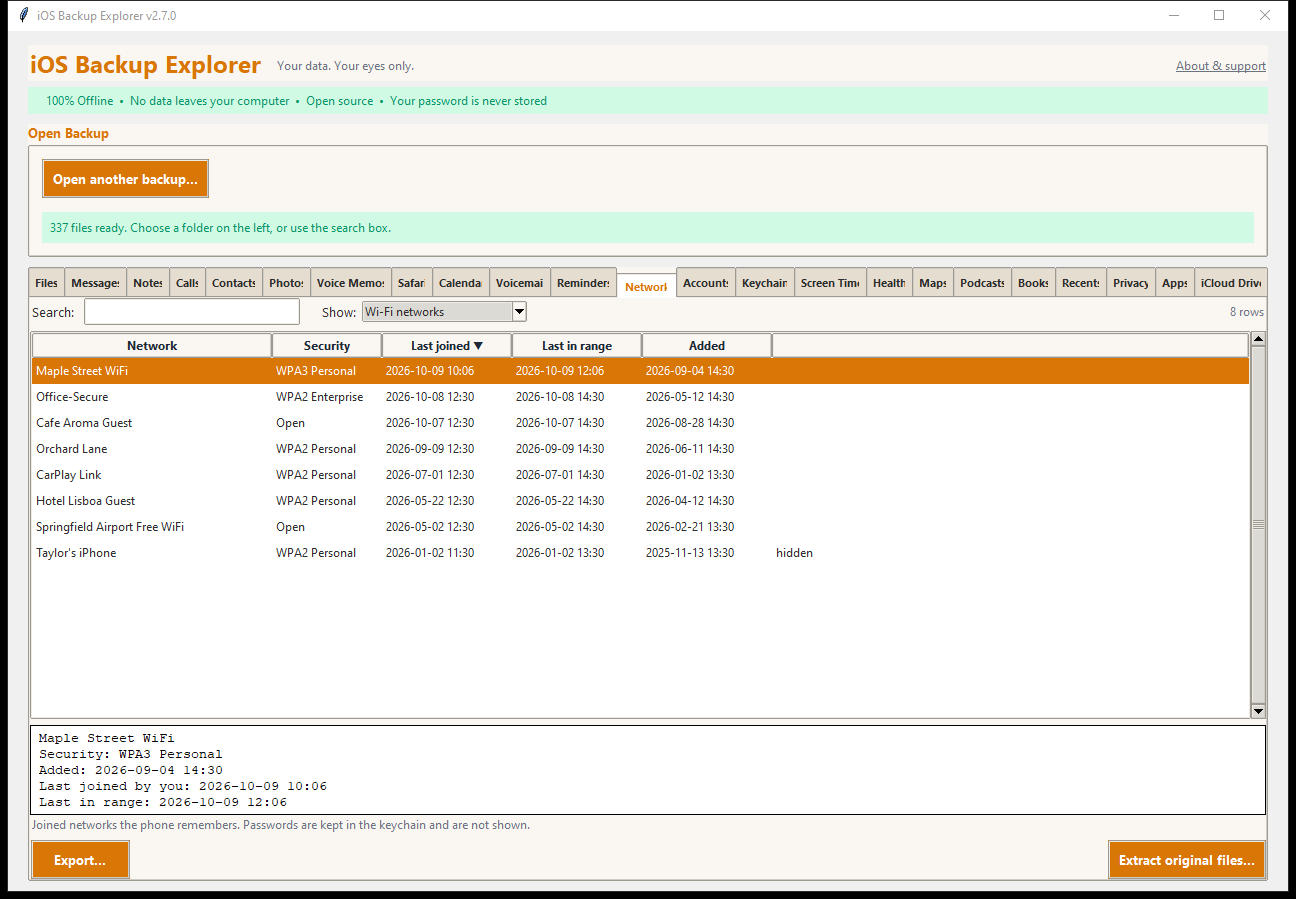 iOS Backup Explorer v2.7.0
iOS Backup Explorer Your data. Your eyes only. About & support
100% Offline • No data leaves your computer • Open source • Your password is never stored
Open Backup
Open another backup...
337 files ready. Choose a folder on the left, or use the search box.
Files Messages Notes Calls Contacts Photos Voice Memos Safari Calenda Voicemai Reminders Network Accounts Keychain Screen Time Health Maps Podcasts Books Recents Privacy Apps iCloud Drive
Search: Show: Wi-Fi networks 8 rows
Network Security Last joined ▼ Last in range Added
Maple Street WiFi WPA3 Personal 2026-10-09 10:06 2026-10-09 12:06 2026-09-04 14:30
Office-Secure WPA2 Enterprise 2026-10-08 12:30 2026-10-08 14:30 2026-05-12 14:30
Cafe Aroma Guest Open 2026-10-07 12:30 2026-10-07 14:30 2026-08-28 14:30
Orchard Lane WPA2 Personal 2026-09-09 12:30 2026-09-09 14:30 2026-06-11 14:30
CarPlay Link WPA2 Personal 2026-07-01 12:30 2026-07-01 14:30 2026-01-02 13:30
Hotel Lisboa Guest WPA2 Personal 2026-05-22 12:30 2026-05-22 14:30 2026-04-12 14:30
Springfield Airport Free WiFi Open 2026-05-02 12:30 2026-05-02 14:30 2026-02-21 13:30
Taylor's iPhone WPA2 Personal 2026-01-02 11:30 2026-01-02 13:30 2025-11-13 13:30 hidden
Maple Street WiFi
Security: WPA3 Personal
Added: 2026-09-04 14:30
Last joined by you: 2026-10-09 10:06
Last in range: 2026-10-09 12:06
Joined networks the phone remembers. Passwords are kept in the keychain and are not shown.
Export... Extract original files...